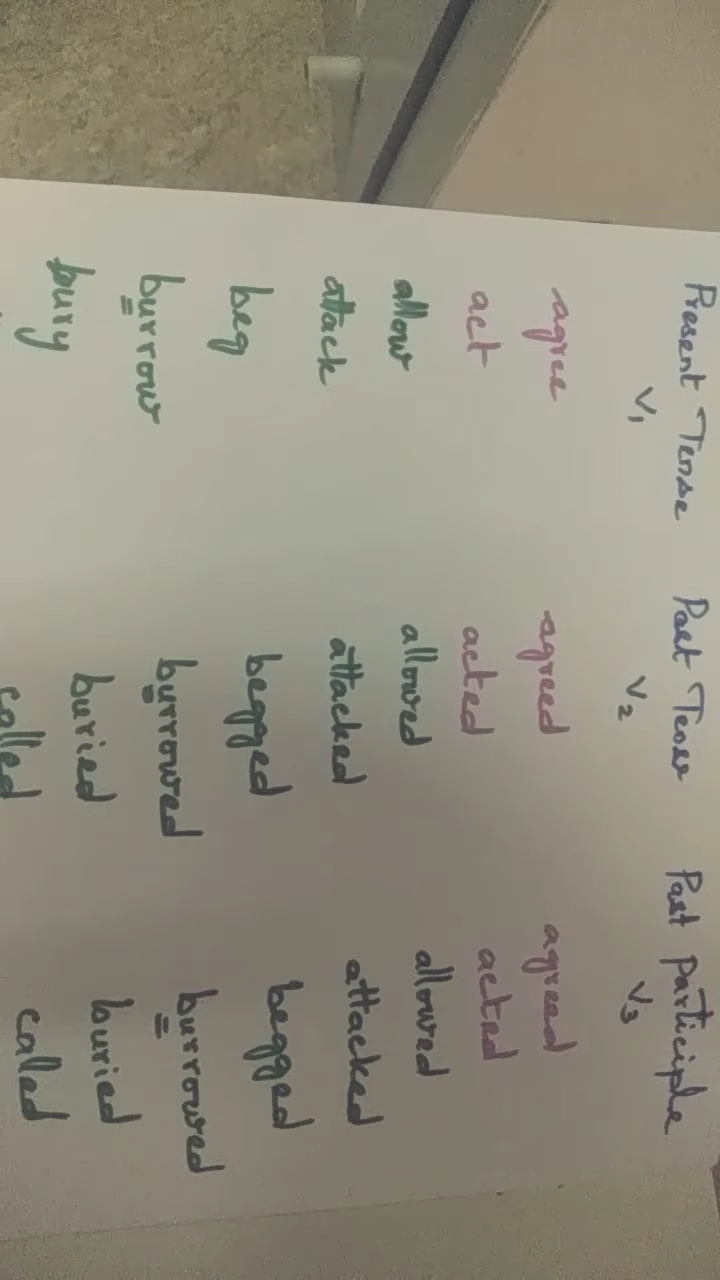 Present Tense Past Tense Past Participle
V1 V2 V3
agree agreed agreed
act acted acted
allow allowed allowed
attack attacked attacked
beg begged begged
burrow burrowed burrowed
bury buried buried
called called